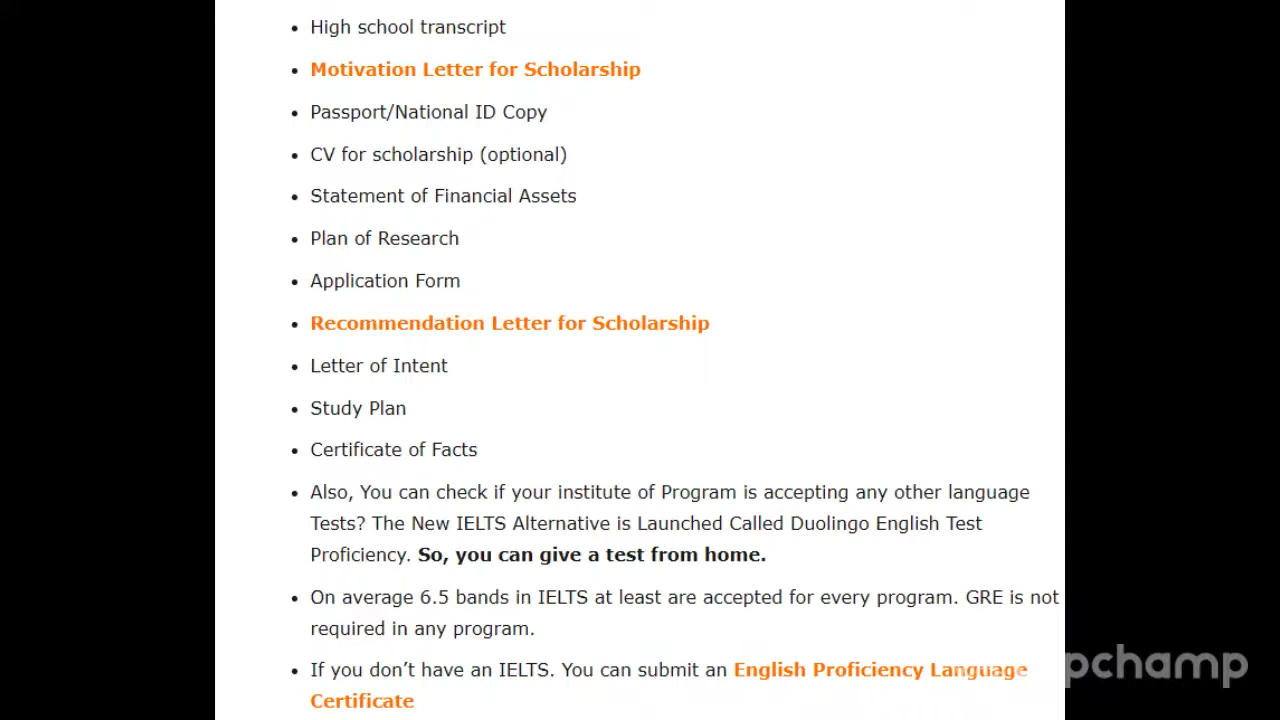 High school transcript
Motivation Letter for Scholarship
Passport/National ID Copy
CV for scholarship (optional)
Statement of Financial Assets
Plan of Research
Application Form
Recommendation Letter for Scholarship
Letter of Intent
Study Plan
Certificate of Facts
Also, You can check if your institute of Program is accepting any other language
Tests? The New IELTS Alternative is Launched Called Duolingo English Test
Proficiency. So, you can give a test from home.
On average 6.5 bands in IELTS at least are accepted for every program. GRE is not
required in any program.
If you don’t have an IELTS. You can submit an English Proficiency Language
Certificate
pchamp